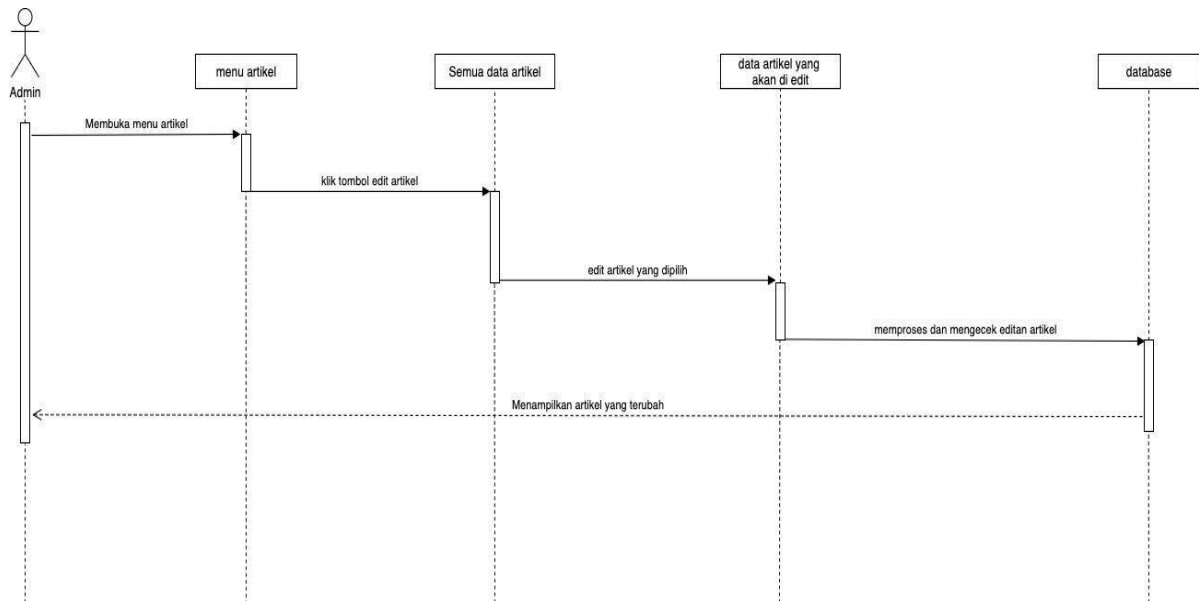 Admin
menu artikel
Semua data artikel
data artikel yang
akan di edit
database
Membuka menu artikel
klik tombol edit artikel
edit artikel yang dipilih
memproses dan mengecek editan artikel
Menampilkan artikel yang terubah